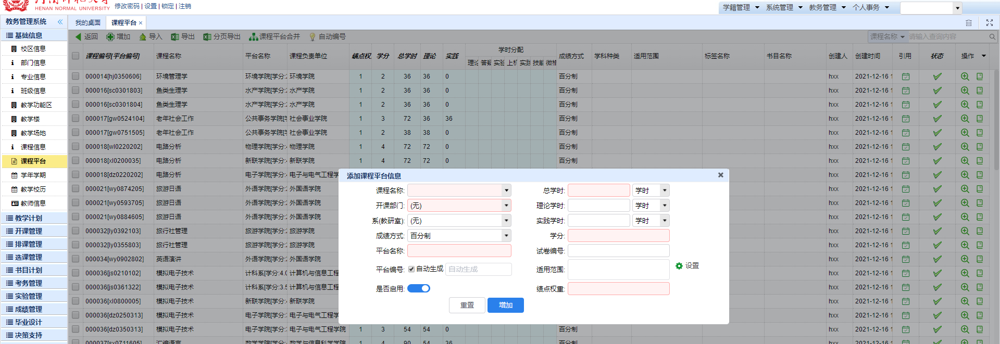 HENAN NORMAL UNIVERSITY
修改密码 | 设置 | 锁定 | 注销
学籍管理 系统管理 教务管理 个人事务
教务管理系统
我的桌面 课程平台
基础信息
校区信息
部门信息
专业信息
班级信息
教学功能区
教学楼
教学场地
课程信息
课程平台
学年学期
教学校历
教师信息
教学计划
开课管理
排课管理
选课管理
书目计划
考务管理
实验管理
成绩管理
毕业设计
决策支持
返回 增加 导入 导出 分页导出 课程平台合并 自动编号
课程名称 请输入查询内容
课程编号[平台编号] 课程名称 平台名称 课程负责单位 绩点权 学分 总学时 理论 实践 学时分配 成绩方式 学科种类 适用范围 标签名称 书目名称 创建人 创建时间 引用 状态 操作
理论 答疑 实验 上机 实践 技能 微格
000014[hj0350606] 环境管理学 环境学院[学分: 环境学院 1 2 36 36 0 百分制 hxx 2021-12-16 1
000016[sc0301803] 鱼类生理学 水产学院[学分: 水产学院 1 2 36 36 0 百分制 hxx 2021-12-16 1
000016[sc0301804] 鱼类生理学 水产学院[学分: 水产学院 1 2 36 36 0 百分制 hxx 2021-12-16 1
000017[gw0524104] 老年社会工作 公共事务学院[ 社会事业学院 1 3 72 36 36 百分制 hxx 2021-12-16 1
000017[gw0751505] 老年社会工作 公共事务学院[ 社会事业学院 1 2 38 38 0 百分制 hxx 2021-12-16 1
000018[wl0220202] 电路分析 物理学院[学分: 物理学院 1 4 72 72 0 百分制 hxx 2021-12-16 1
000018[xl0200035] 电路分析 新联学院[学分: 新联学院 1 4 72 72 0 百分制 hxx 2021-12-16 1
000018[dz0220202] 电路分析 电子学院[学分: 电子与电气工程学 hxx 2021-12-16 1
000021[wy0874205] 旅游日语 外语学院[学分: 外国语学院 hxx 2021-12-16 1
000021[wy0593705] 旅游日语 外语学院[学分: 外国语学院 hxx 2021-12-16 1
000021[wy0884605] 旅游日语 外语学院[学分: 外国语学院 hxx 2021-12-16 1
000032[ly0392103] 旅行社管理 旅游学院[学分: 旅游学院 hxx 2021-12-16 1
000032[ly0355803] 旅行社管理 旅游学院[学分: 旅游学院 hxx 2021-12-16 1
000034[wy0902802] 英语演讲 外语学院[学分: 外国语学院 hxx 2021-12-16 1
000036[js0210102] 模拟电子技术 计科系[学分:4.0 计算机与信息工程 hxx 2021-12-16 1
000036[js0361322] 模拟电子技术 计科系[学分:3.5 计算机与信息工程 hxx 2021-12-16 1
000036[xl0800005] 模拟电子技术 新联学院[学分: 新联学院 hxx 2021-12-16 1
000036[dz0250313] 模拟电子技术 电子学院[学分: 电子与电气工程学 hxx 2021-12-16 1
000036[dz0350313] 模拟电子技术 电子学院[学分: 电子与电气工程学院 1 3 54 54 0 百分制 hxx 2021-12-16 1
000037[sx0711605] 汇编语言 数学学院[学分: 数学与信息科学学院 1 4 90 54 36 百分制 hxx 2021-12-16 1
添加课程平台信息
课程名称: 总学时: 学时
开课部门: (无) 理论学时: 学时
系(教研室): (无) 实践学时: 学时
成绩方式: 百分制 学分:
平台名称: 试卷编号:
平台编号: 自动生成 自动生成 适用范围: 设置
是否启用: 绩点权重:
重置 增加